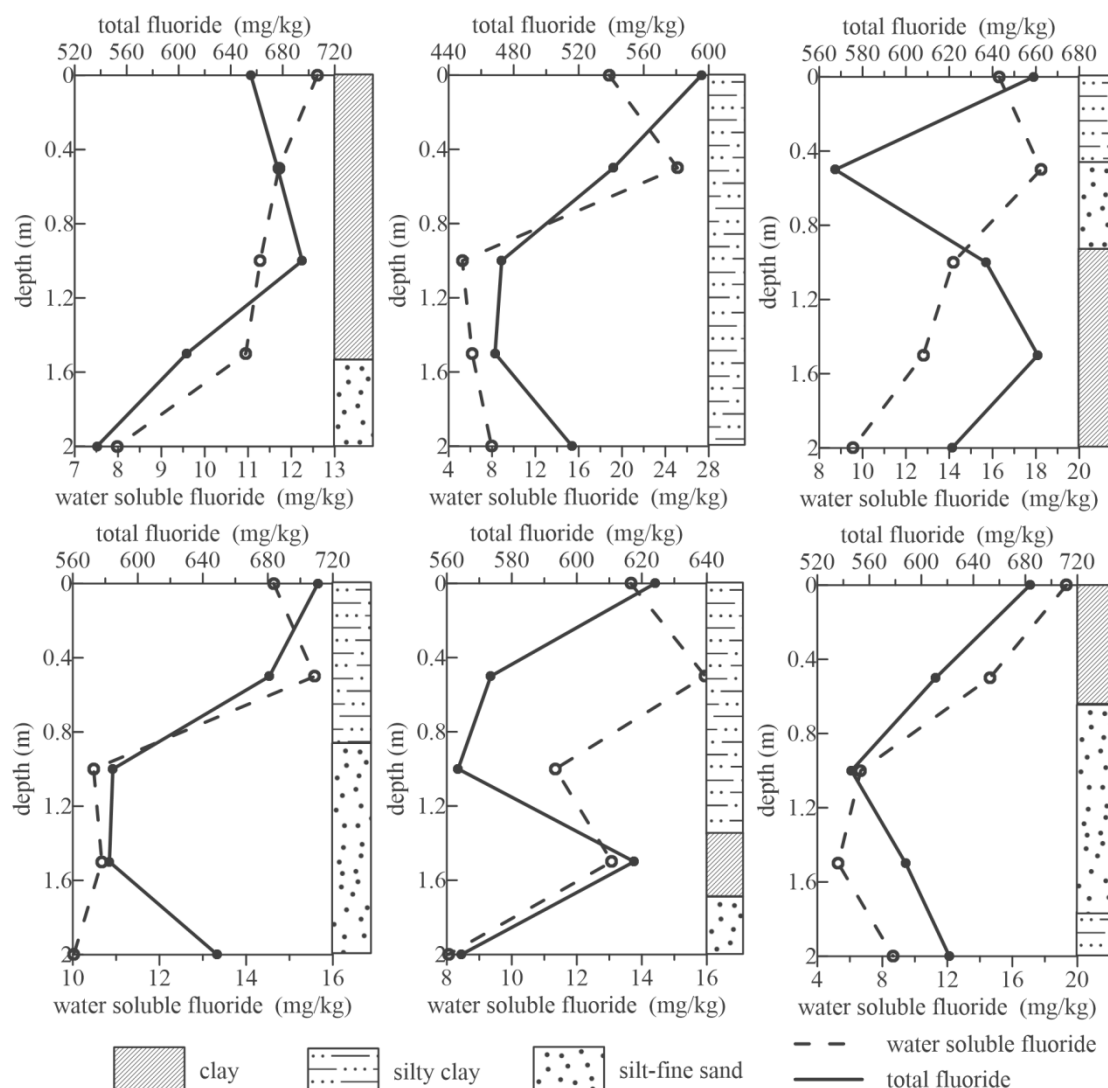 total fluoride (mg/kg) total fluoride (mg/kg) total fluoride (mg/kg)
520 560 600 640 680 720 440 480 520 560 600 560 580 600 620 640 660 680
0 0 0
0.4 0.4 0.4
0.8 0.8 0.8
depth (m) depth (m) depth (m)
1.2 1.2 1.2
1.6 1.6 1.6
2 2 2
7 8 9 10 11 12 13 4 8 12 16 20 24 28 8 10 12 14 16 18 20
water soluble fluoride (mg/kg) water soluble fluoride (mg/kg) water soluble fluoride (mg/kg)
total fluoride (mg/kg) total fluoride (mg/kg) total fluoride (mg/kg)
560 600 640 680 720 560 580 600 620 640 520 560 600 640 680 720
0 0 0
0.4 0.4 0.4
0.8 0.8 0.8
depth (m) depth (m) depth (m)
1.2 1.2 1.2
1.6 1.6 1.6
2 2 2
10 12 14 16 8 10 12 14 16 4 8 12 16 20
water soluble fluoride (mg/kg) water soluble fluoride (mg/kg) water soluble fluoride (mg/kg)
clay silty clay silt-fine sand water soluble fluoride
total fluoride